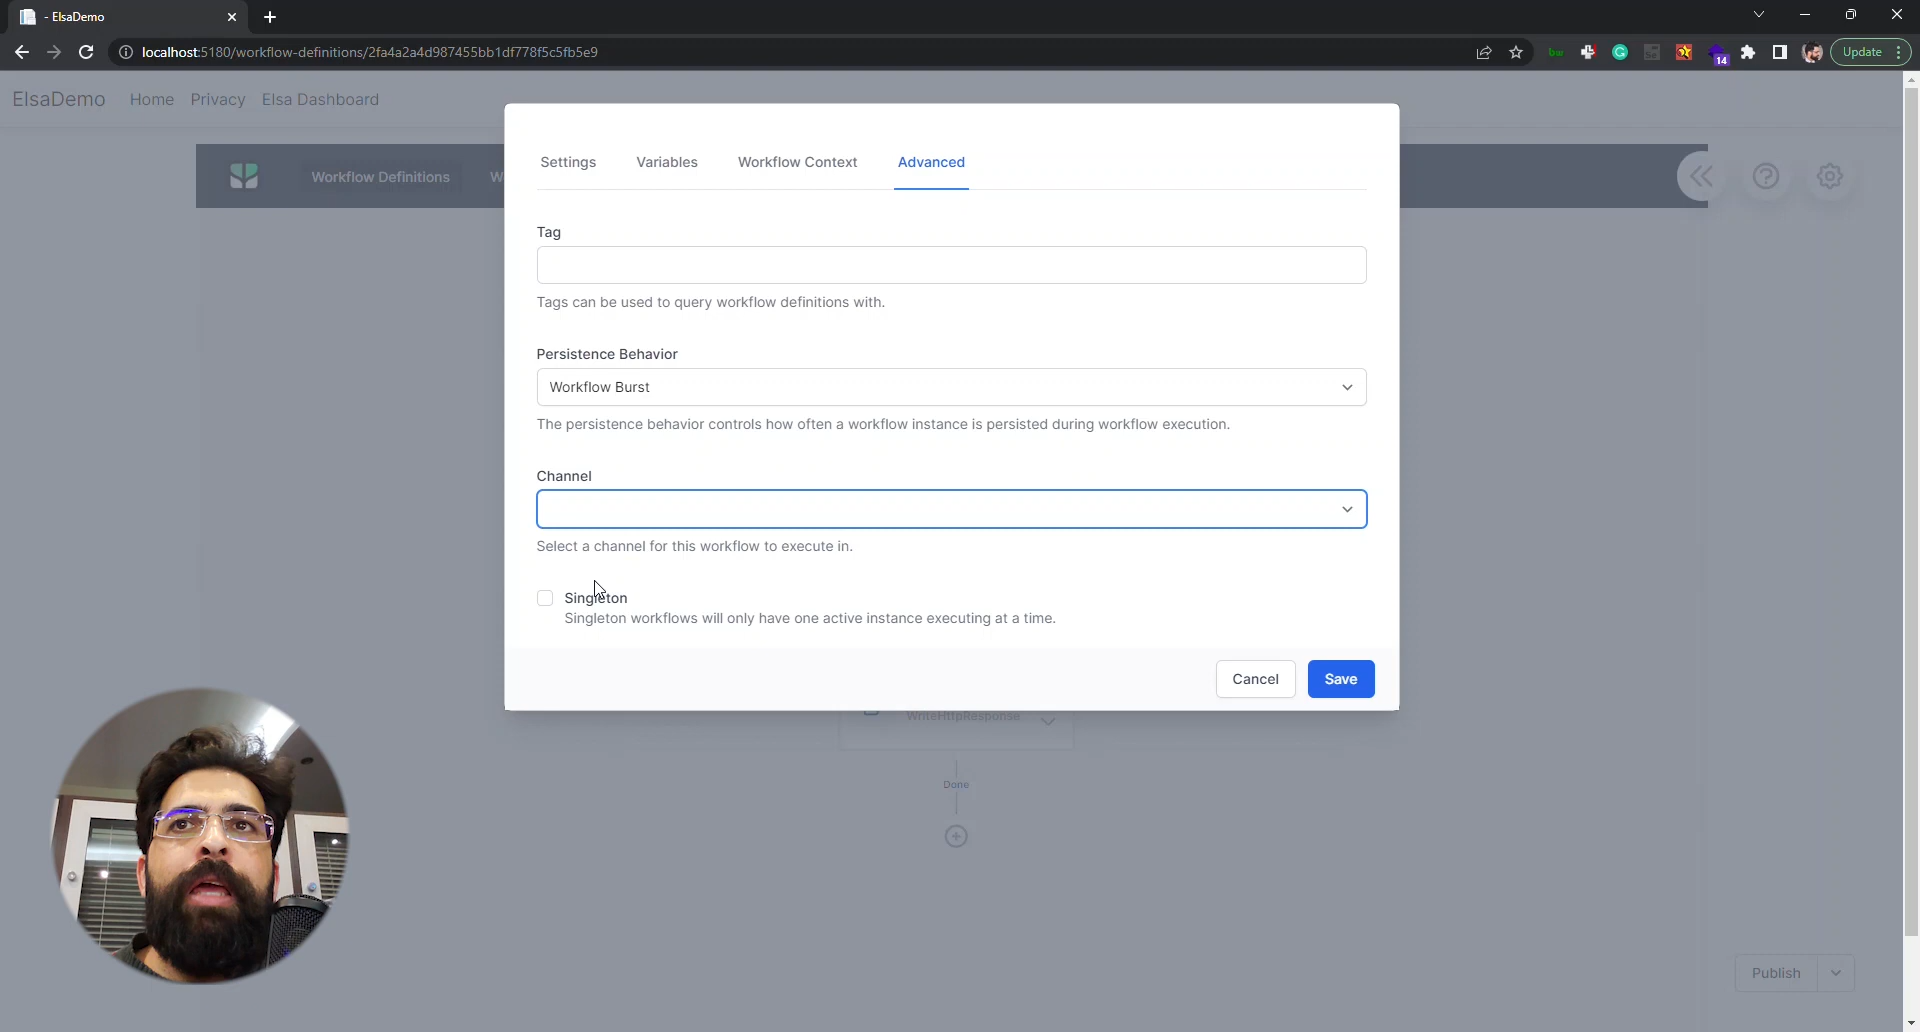 - ElsaDemo
localhost:5180/workflow-definitions/2fa4a2a4d987455bb1df778f5c5fb5e9
14
Update
ElsaDemo Home Privacy Elsa Dashboard
Workflow Definitions W
Settings Variables Workflow Context Advanced
Tag
Tags can be used to query workflow definitions with.
Persistence Behavior
Workflow Burst
The persistence behavior controls how often a workflow instance is persisted during workflow execution.
Channel
Select a channel for this workflow to execute in.
Singleton
Singleton workflows will only have one active instance executing at a time.
Cancel Save
WriteHttpResponse
Done
Publish